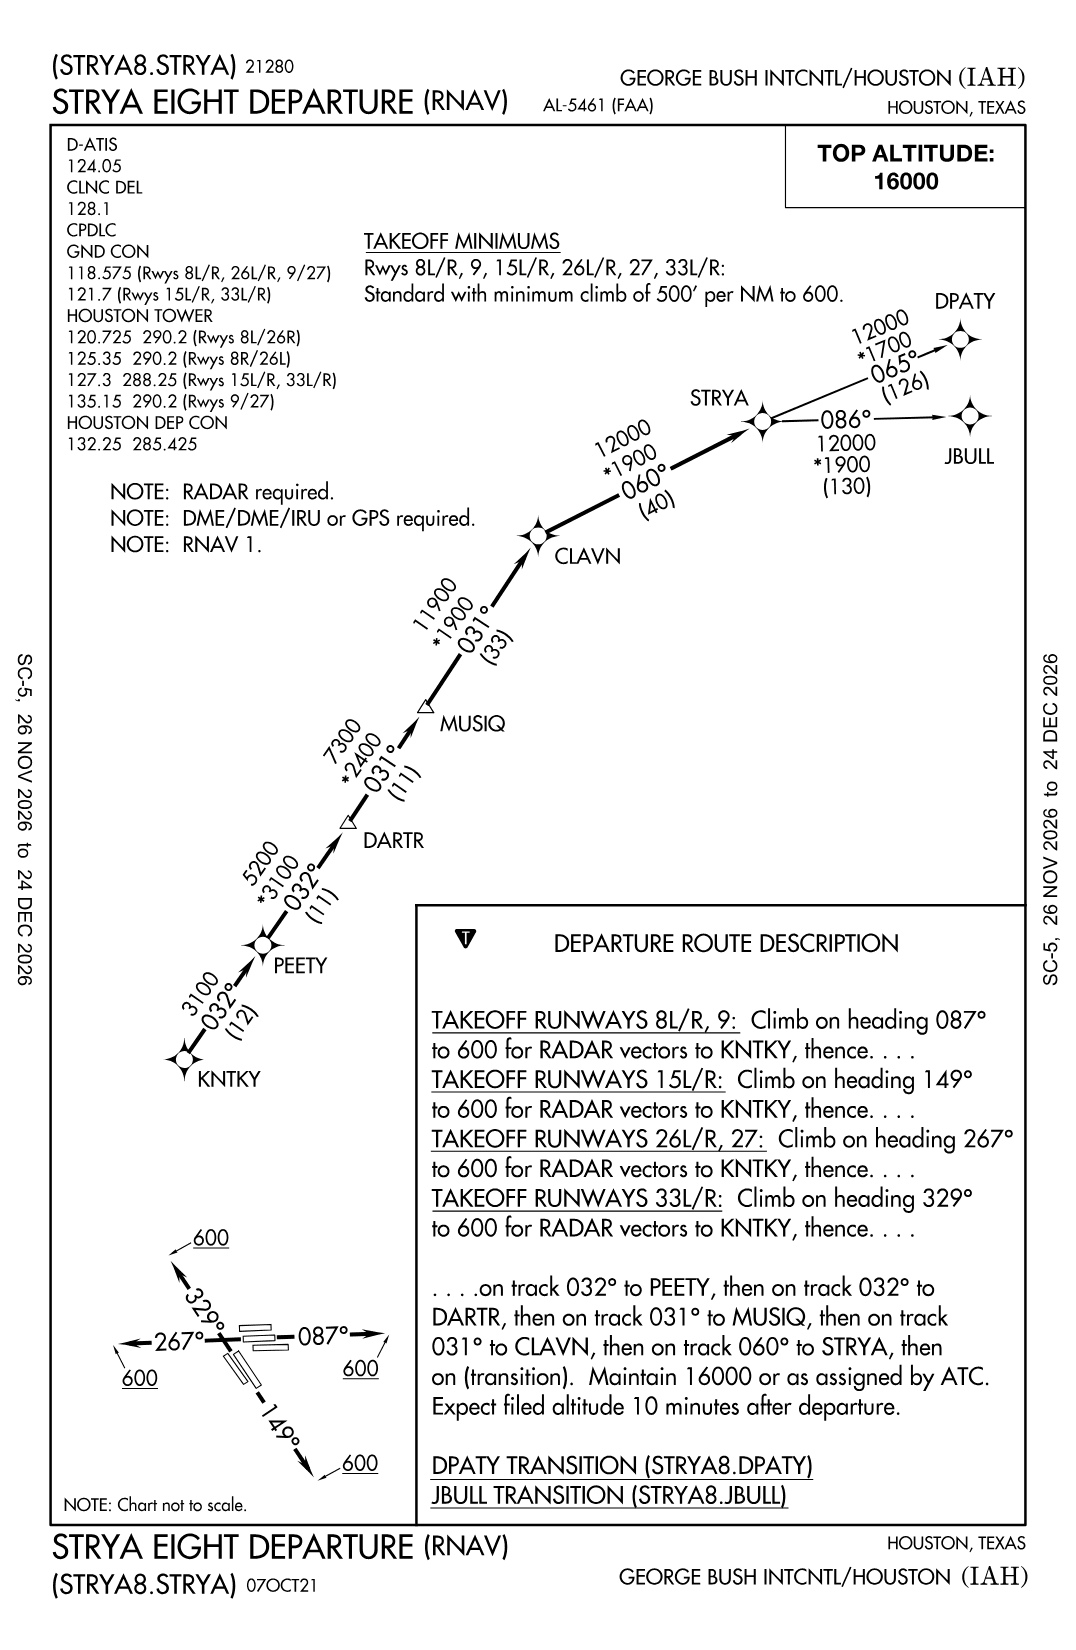 (STRYA8.STRYA) 21280
STRYA EIGHT DEPARTURE (RNAV)
AL-5461 (FAA)
GEORGE BUSH INTCNTL/HOUSTON (IAH)
HOUSTON, TEXAS
D-ATIS
124.05
CLNC DEL
128.1
CPDLC
GND CON
118.575 (Rwys 8L/R, 26L/R, 9/27)
121.7 (Rwys 15L/R, 33L/R)
HOUSTON TOWER
120.725 290.2 (Rwys 8L/26R)
125.35 290.2 (Rwys 8R/26L)
127.3 288.25 (Rwys 15L/R, 33L/R)
135.15 290.2 (Rwys 9/27)
HOUSTON DEP CON
132.25 285.425
TOP ALTITUDE:
16000
TAKEOFF MINIMUMS
Rwys 8L/R, 9, 15L/R, 26L/R, 27, 33L/R:
Standard with minimum climb of 500' per NM to 600.
NOTE: RADAR required.
NOTE: DME/DME/IRU or GPS required.
NOTE: RNAV 1.
DPATY
12000
*1700
065°
(126)
STRYA
086°
12000
*1900
(130)
JBULL
12000
*1900
060°
(40)
CLAVN
11900
*1900
031°
(33)
MUSIQ
7300
*2400
031°
(11)
DARTR
5200
*3100
032°
(11)
PEETY
3100
032°
(12)
KNTKY
SC-5, 26 NOV 2026 to 24 DEC 2026
SC-5, 26 NOV 2026 to 24 DEC 2026
T
DEPARTURE ROUTE DESCRIPTION
TAKEOFF RUNWAYS 8L/R, 9: Climb on heading 087°
to 600 for RADAR vectors to KNTKY, thence. . . .
TAKEOFF RUNWAYS 15L/R: Climb on heading 149°
to 600 for RADAR vectors to KNTKY, thence. . . .
TAKEOFF RUNWAYS 26L/R, 27: Climb on heading 267°
to 600 for RADAR vectors to KNTKY, thence. . . .
TAKEOFF RUNWAYS 33L/R: Climb on heading 329°
to 600 for RADAR vectors to KNTKY, thence. . . .
. . . .on track 032° to PEETY, then on track 032° to
DARTR, then on track 031° to MUSIQ, then on track
031° to CLAVN, then on track 060° to STRYA, then
on (transition). Maintain 16000 or as assigned by ATC.
Expect filed altitude 10 minutes after departure.
DPATY TRANSITION (STRYA8.DPATY)
JBULL TRANSITION (STRYA8.JBULL)
600
329°
267°
087°
600
600
149°
600
NOTE: Chart not to scale.
STRYA EIGHT DEPARTURE (RNAV)
(STRYA8.STRYA) 07OCT21
HOUSTON, TEXAS
GEORGE BUSH INTCNTL/HOUSTON (IAH)